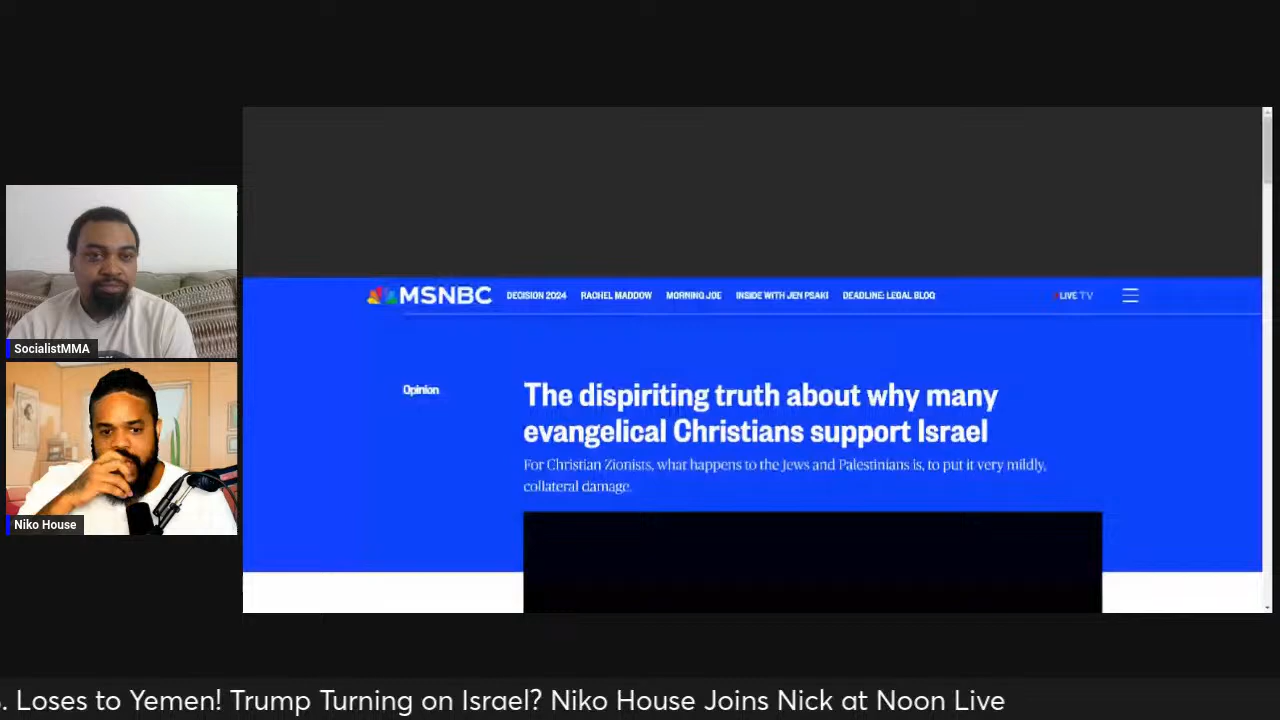 MSNBC
DECISION 2024 RACHEL MADDOW MORNING JOE INSIDE WITH JEN PSAKI DEADLINE: LEGAL BLOG
LIVE TV
Opinion
The dispiriting truth about why many
evangelical Christians support Israel
For Christian Zionists, what happens to the Jews and Palestinians is, to put it very mildly,
collateral damage.
SocialistMMA
Niko House
. Loses to Yemen! Trump Turning on Israel? Niko House Joins Nick at Noon Live